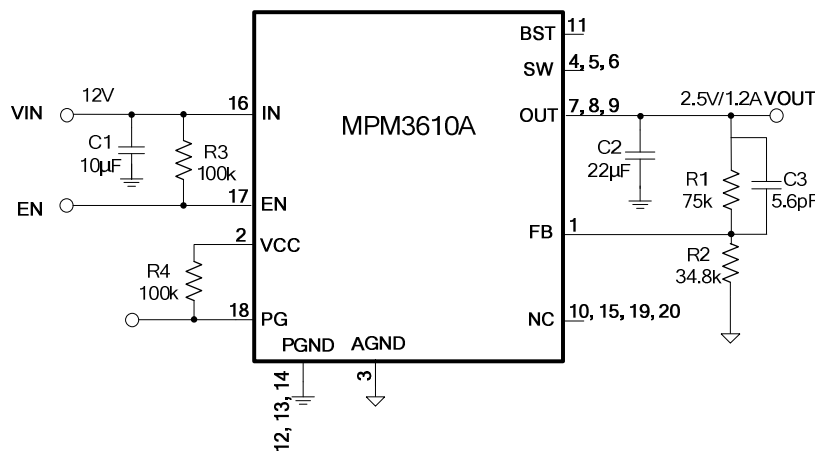 BST
11
SW
4, 5, 6
VIN
12V
16
IN
MPM3610A
OUT
7, 8, 9
2.5V/1.2A VOUT
C1
10µF
R3
100k
C2
22µF
R1
75k
C3
5.6pF
EN
17
EN
FB
1
2
VCC
R2
34.8k
R4
100k
18
PG
NC
10, 15, 19, 20
PGND
AGND
12, 13, 14
3